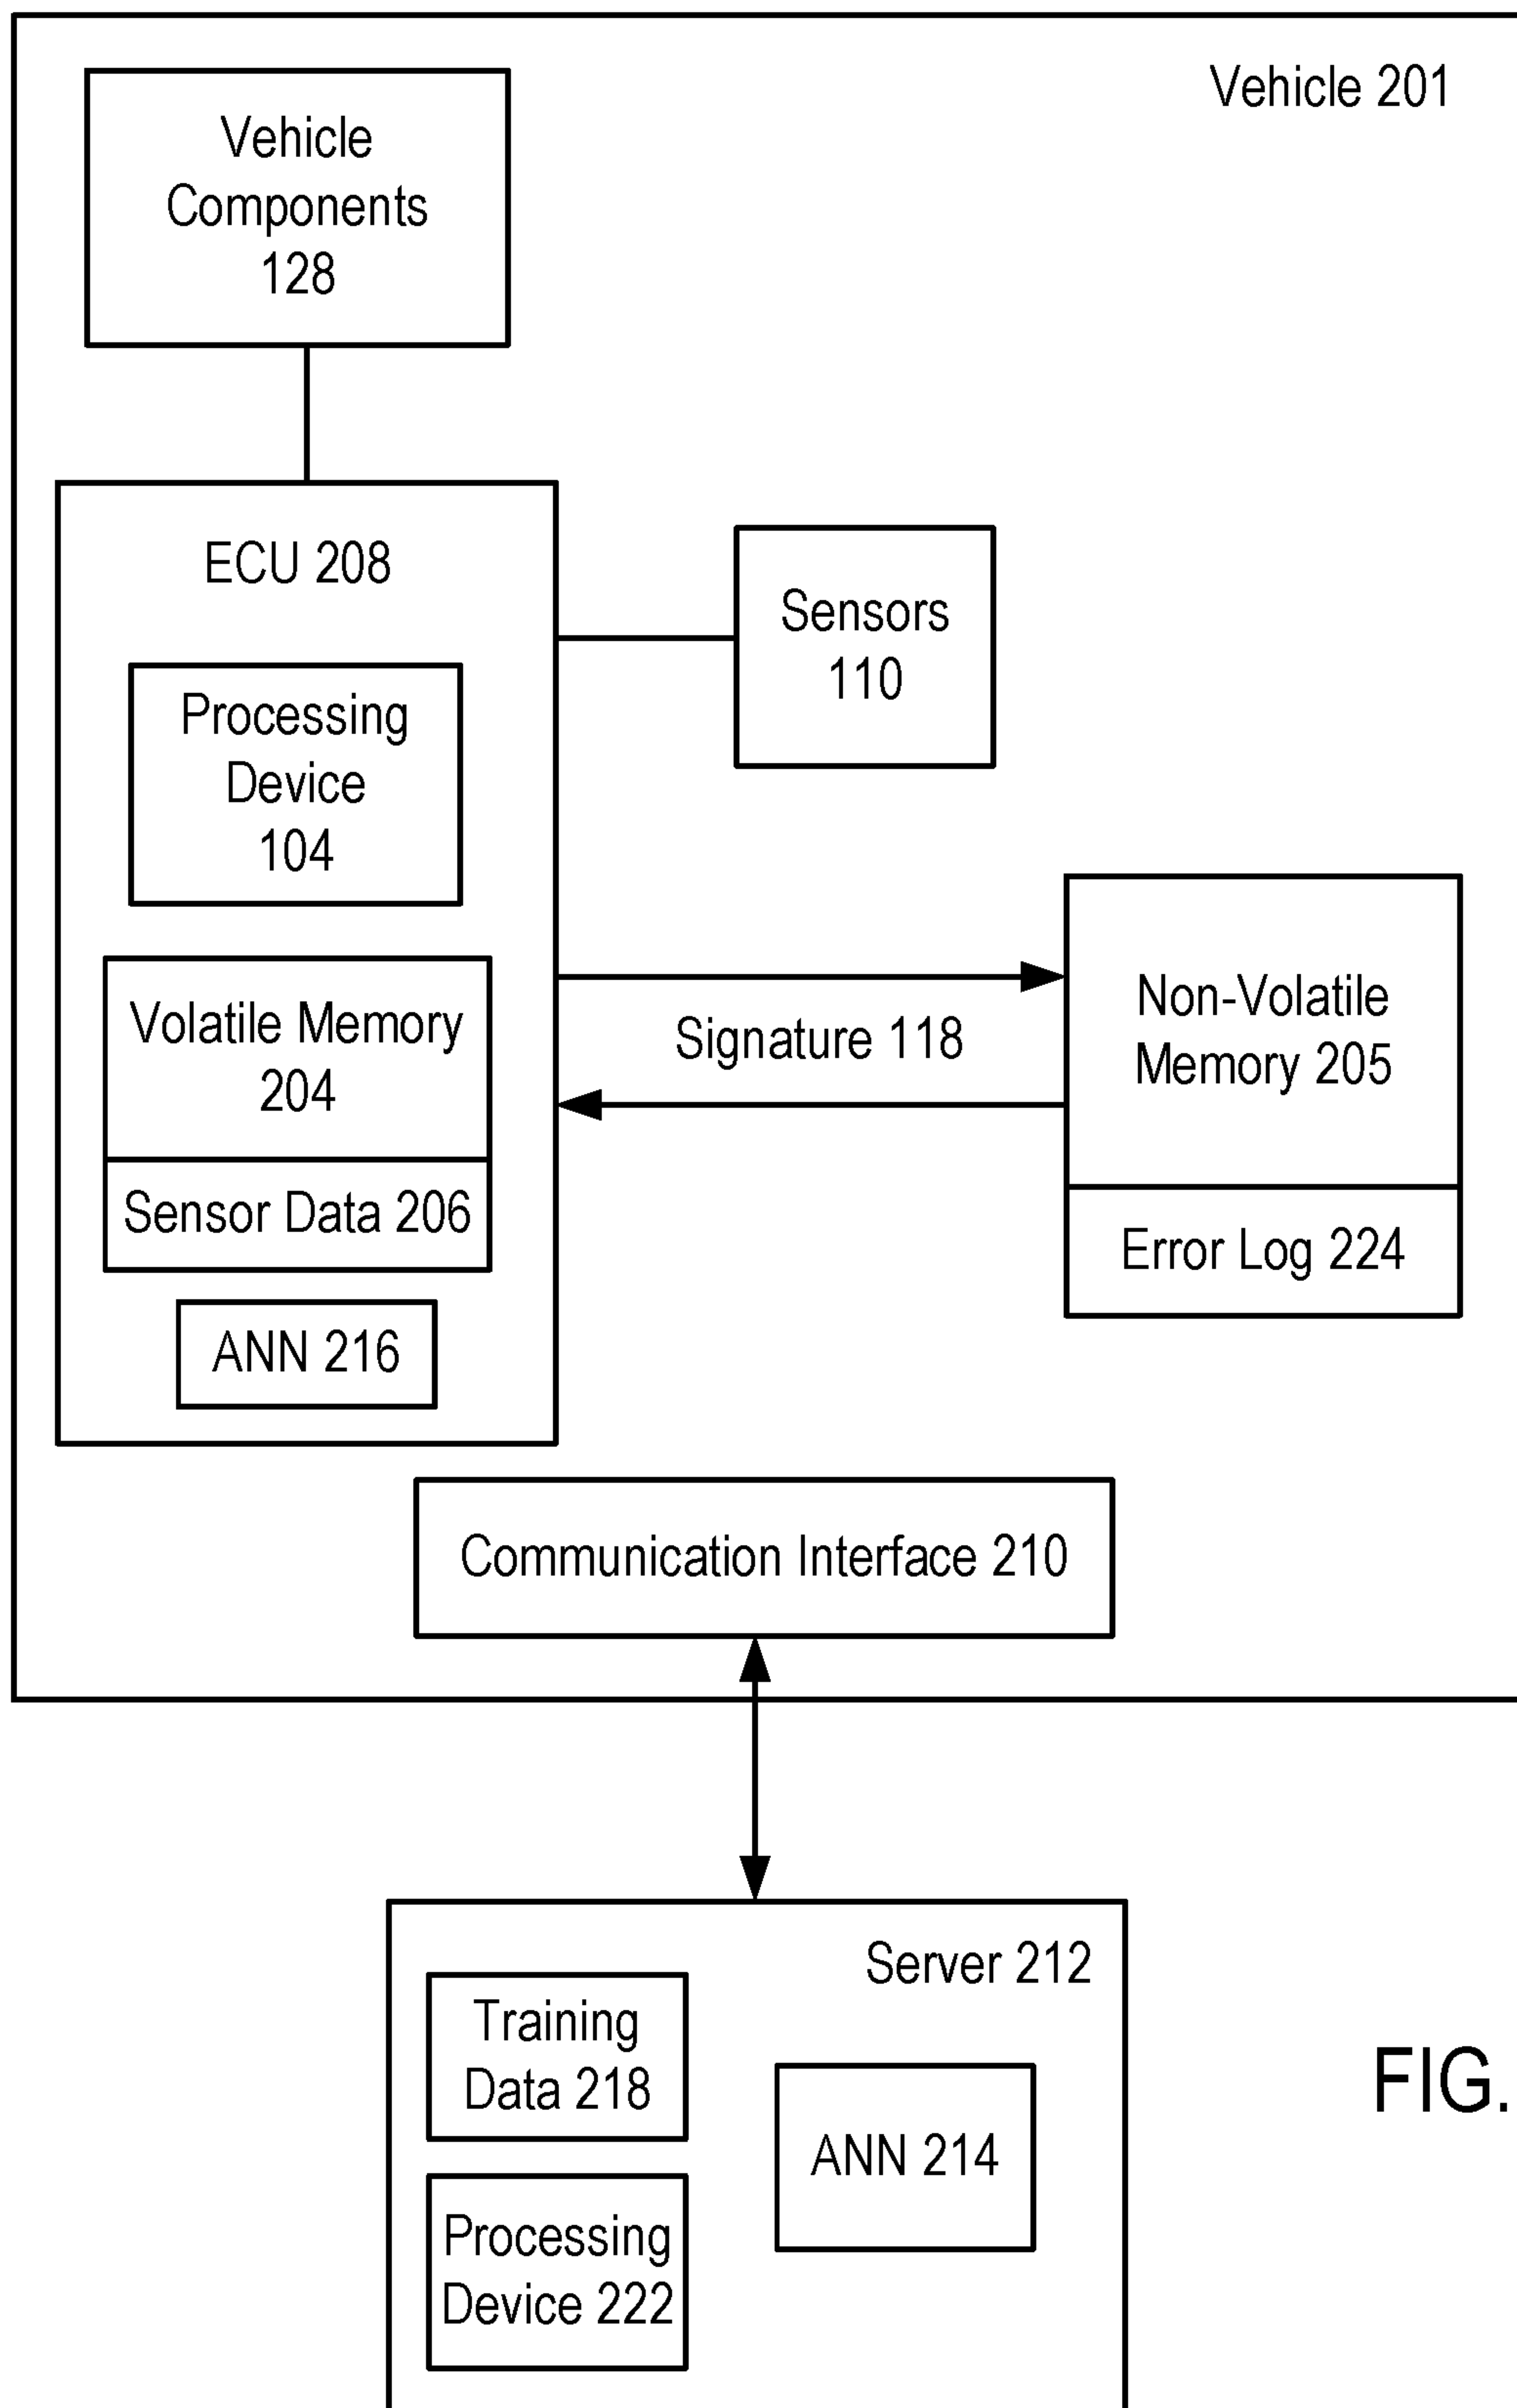 Vehicle 201
Vehicle
Components
128
ECU 208
Sensors
110
Processing
Device
104
Volatile Memory
204
Sensor Data 206
Signature 118
Non-Volatile
Memory 205
Error Log 224
ANN 216
Communication Interface 210
Server 212
Training
Data 218
ANN 214
Processing
Device 222
FIG.